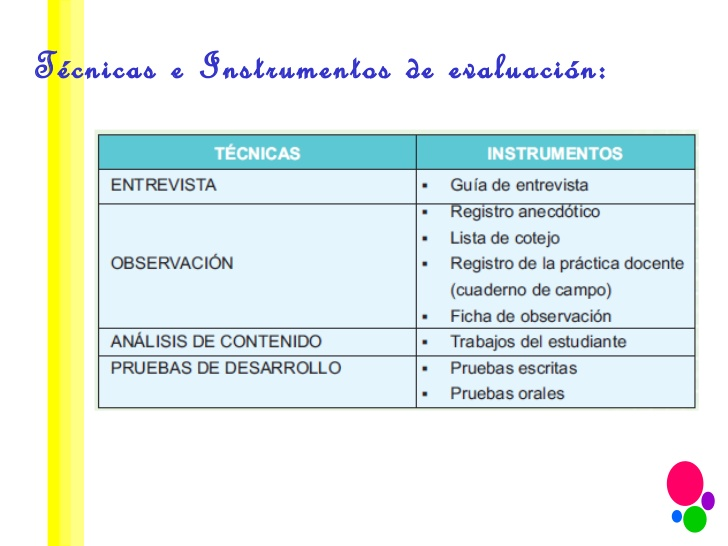 Técnicas e Instrumentos de evaluación:
TÉCNICAS INSTRUMENTOS
ENTREVISTA ▪ Guía de entrevista
▪ Registro anecdótico
▪ Lista de cotejo
OBSERVACIÓN ▪ Registro de la práctica docente
(cuaderno de campo)
▪ Ficha de observación
ANÁLISIS DE CONTENIDO ▪ Trabajos del estudiante
PRUEBAS DE DESARROLLO ▪ Pruebas escritas
▪ Pruebas orales